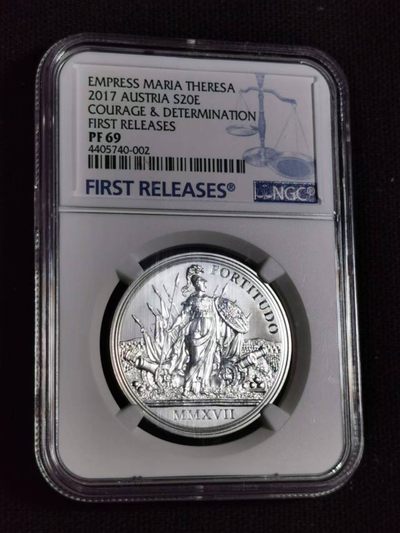 EMPRESS MARIA THERESA
2017 AUSTRIA S20E
COURAGE & DETERMINATION
FIRST RELEASES
PF 69
4405740-002
FIRST RELEASES®
NGC®
FORTITUDO
MMXVII